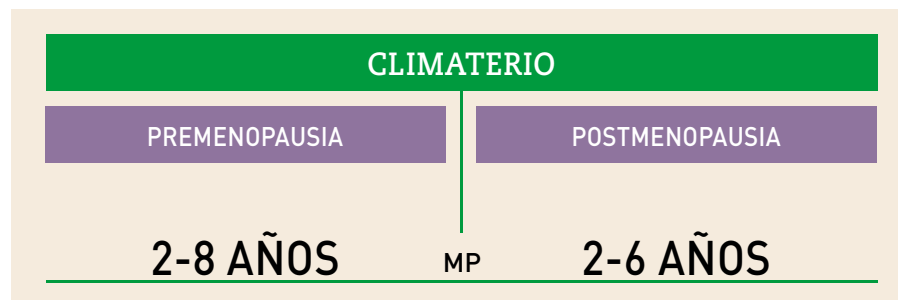 CLIMATERIO
PREMENOPAUSIA POSTMENOPAUSIA
2-8 AÑOS MP 2-6 AÑOS